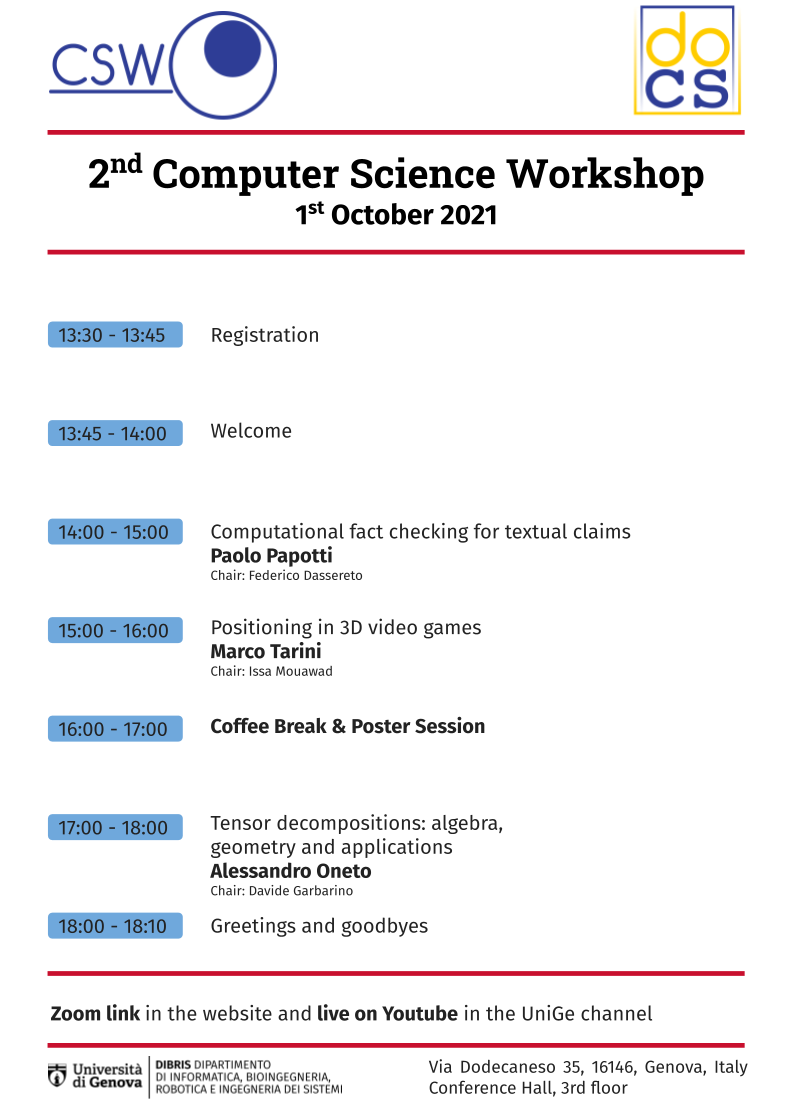 CSW
do
CS
2nd Computer Science Workshop
1st October 2021
13:30 - 13:45 Registration
13:45 - 14:00 Welcome
14:00 - 15:00 Computational fact checking for textual claims
Paolo Papotti
Chair: Federico Dassereto
15:00 - 16:00 Positioning in 3D video games
Marco Tarini
Chair: Issa Mouawad
16:00 - 17:00 Coffee Break & Poster Session
17:00 - 18:00 Tensor decompositions: algebra,
geometry and applications
Alessandro Oneto
Chair: Davide Garbarino
18:00 - 18:10 Greetings and goodbyes
Zoom link in the website and live on Youtube in the UniGe channel
Università
di Genova
DIBRIS DIPARTIMENTO
DI INFORMATICA, BIOINGEGNERIA,
ROBOTICA E INGEGNERIA DEI SISTEMI
Via Dodecaneso 35, 16146, Genova, Italy
Conference Hall, 3rd floor